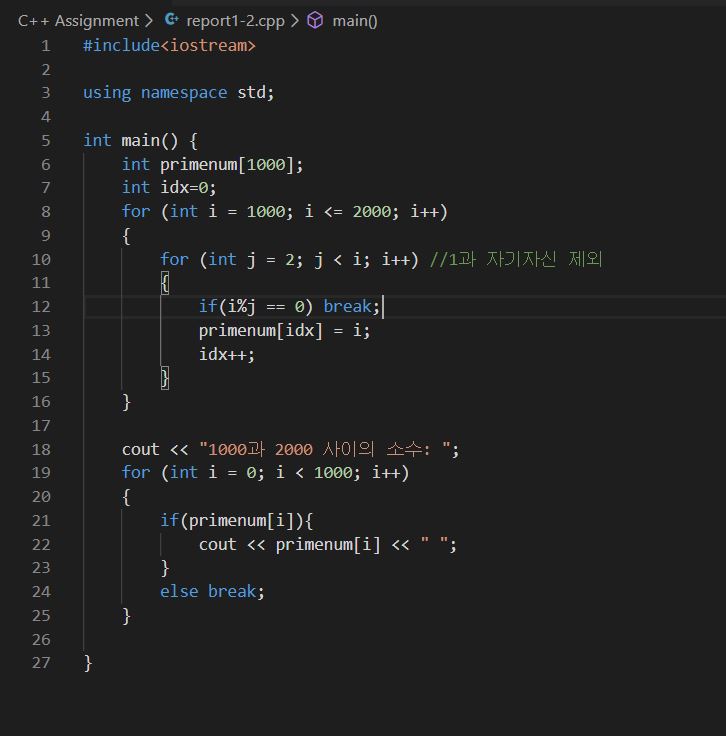 C++ Assignment > report1-2.cpp > main()
1 #include<iostream>
2
3 using namespace std;
4
5 int main() {
6 int primenum[1000];
7 int idx=0;
8 for (int i = 1000; i <= 2000; i++)
9 {
10 for (int j = 2; j < i; i++) //1과 자기자신 제외
11 {
12 if(i%j == 0) break;
13 primenum[idx] = i;
14 idx++;
15 }
16 }
17
18 cout << "1000과 2000 사이의 소수: ";
19 for (int i = 0; i < 1000; i++)
20 {
21 if(primenum[i]){
22 cout << primenum[i] << " ";
23 }
24 else break;
25 }
26
27 }